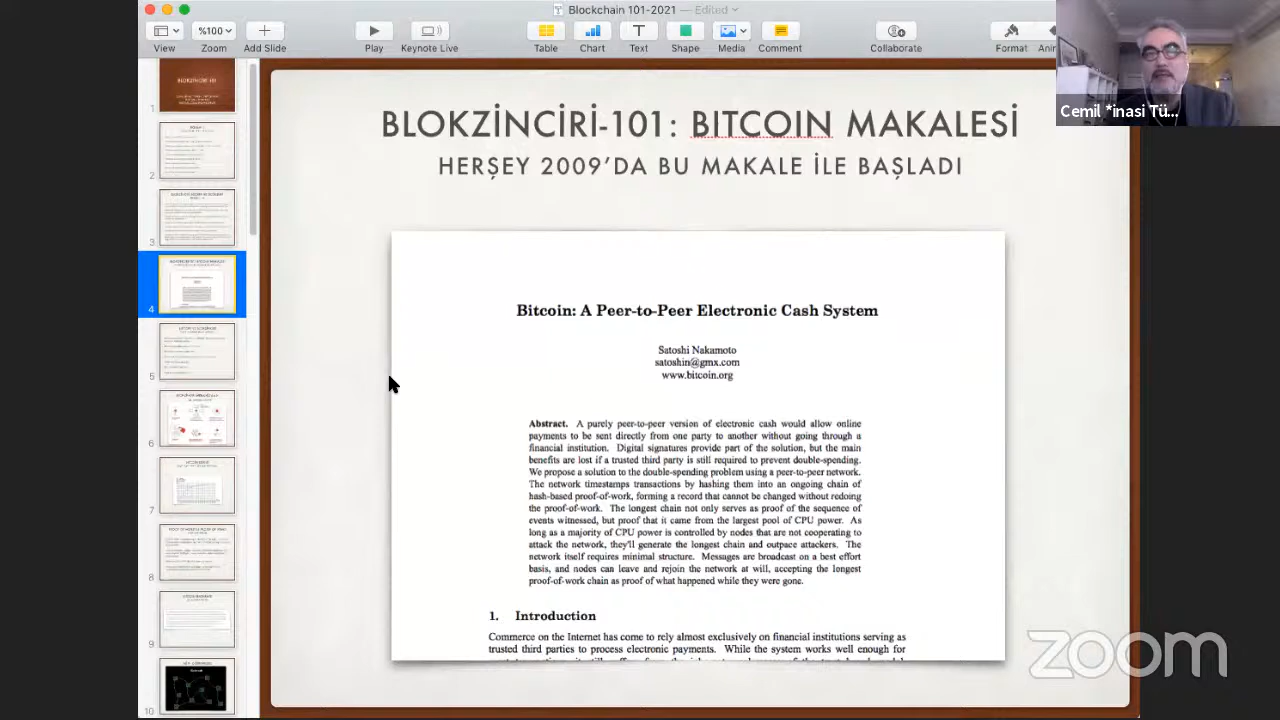 Blockchain 101-2021 — Edited
%100
View
Zoom
Add Slide
Play
Keynote Live
Table
Chart
Text
Shape
Media
Comment
Collaborate
Format
Cemil *inasi Tü...
1
2
3
4
5
6
7
8
9
10
BLOKZİNCİRİ-101: BITCOIN MAKALESİ
HERŞEY 2009'DA BU MAKALE İLE BAŞLADI
Bitcoin: A Peer-to-Peer Electronic Cash System
Satoshi Nakamoto
satoshin@gmx.com
www.bitcoin.org
Abstract. A purely peer-to-peer version of electronic cash would allow online
payments to be sent directly from one party to another without going through a
financial institution. Digital signatures provide part of the solution, but the main
benefits are lost if a trusted third party is still required to prevent double-spending.
We propose a solution to the double-spending problem using a peer-to-peer network.
The network timestamps transactions by hashing them into an ongoing chain of
hash-based proof-of-work, forming a record that cannot be changed without redoing
the proof-of-work. The longest chain not only serves as proof of the sequence of
events witnessed, but proof that it came from the largest pool of CPU power. As
long as a majority of CPU power is controlled by nodes that are not cooperating to
attack the network, they'll generate the longest chain and outpace attackers. The
network itself requires minimal structure. Messages are broadcast on a best effort
basis, and nodes can leave and rejoin the network at will, accepting the longest
proof-of-work chain as proof of what happened while they were gone.
1. Introduction
Commerce on the Internet has come to rely almost exclusively on financial institutions serving as
trusted third parties to process electronic payments. While the system works well enough for
zoom